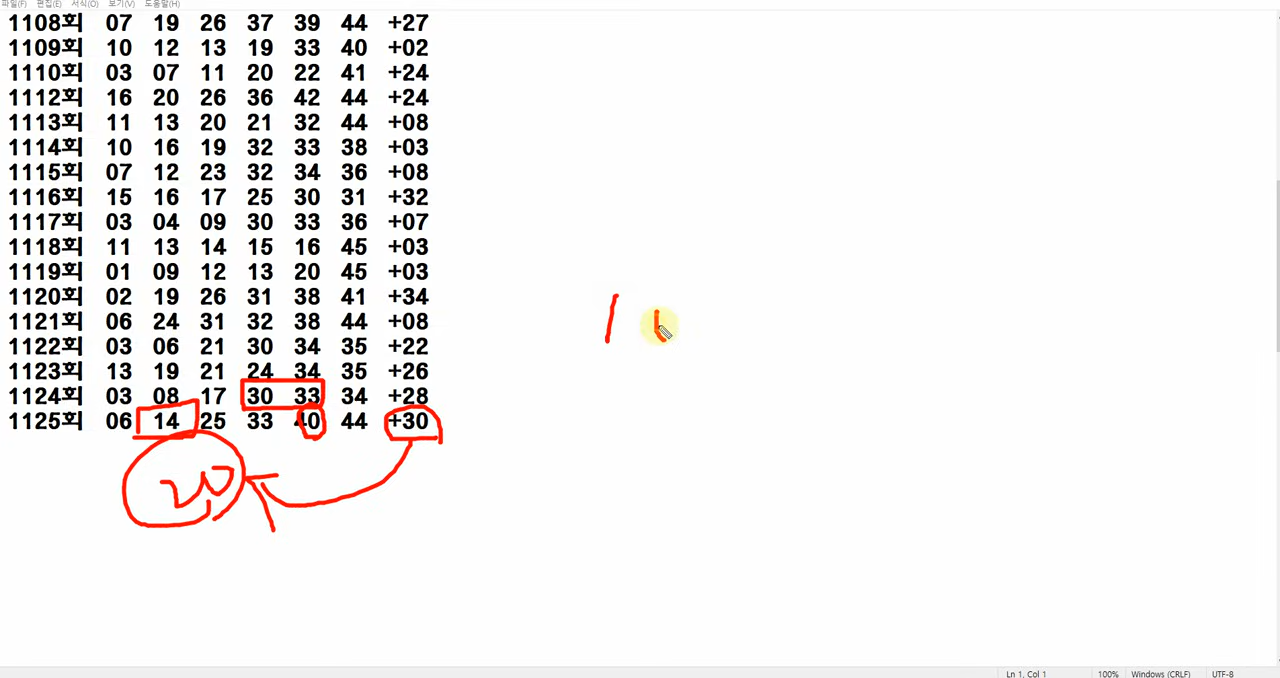 파일(F) 편집(E) 서식(O) 보기(V) 도움말(H)
1108회 07 19 26 37 39 44 +27
1109회 10 12 13 19 33 40 +02
1110회 03 07 11 20 22 41 +24
1112회 16 20 26 36 42 44 +24
1113회 11 13 20 21 32 44 +08
1114회 10 16 19 32 33 38 +03
1115회 07 12 23 32 34 36 +08
1116회 15 16 17 25 30 31 +32
1117회 03 04 09 30 33 36 +07
1118회 11 13 14 15 16 45 +03
1119회 01 09 12 13 20 45 +03
1120회 02 19 26 31 38 41 +34
1121회 06 24 31 32 38 44 +08
1122회 03 06 21 30 34 35 +22
1123회 13 19 21 24 34 35 +26
1124회 03 08 17 30 33 34 +28
1125회 06 14 25 33 40 44 +30
Ln 1, Col 1 100% Windows (CRLF) UTF-8